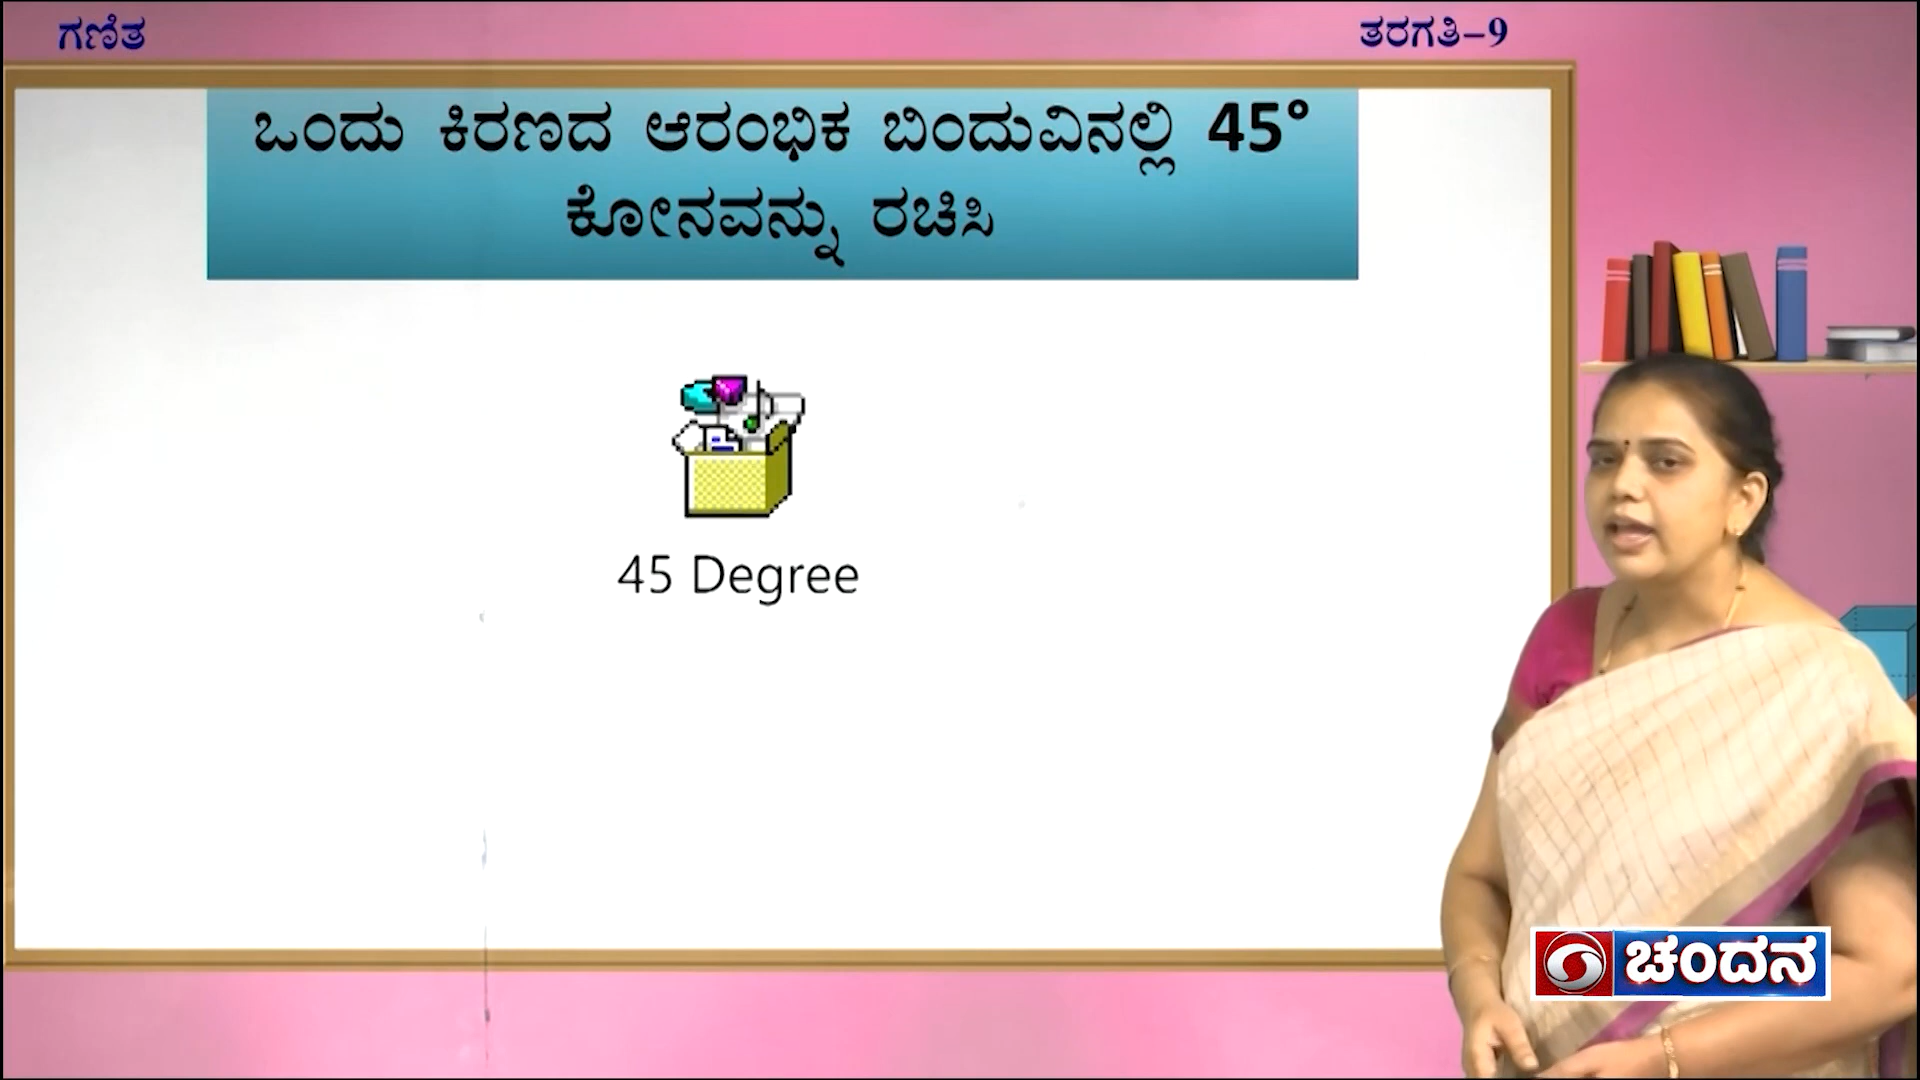 ಗಣಿತ
ತರಗತಿ-9
ಒಂದು ಕಿರಣದ ಆರಂಭಿಕ ಬಿಂದುವಿನಲ್ಲಿ 45°
ಕೋನವನ್ನು ರಚಿಸಿ
45 Degree
ಚಂದನ